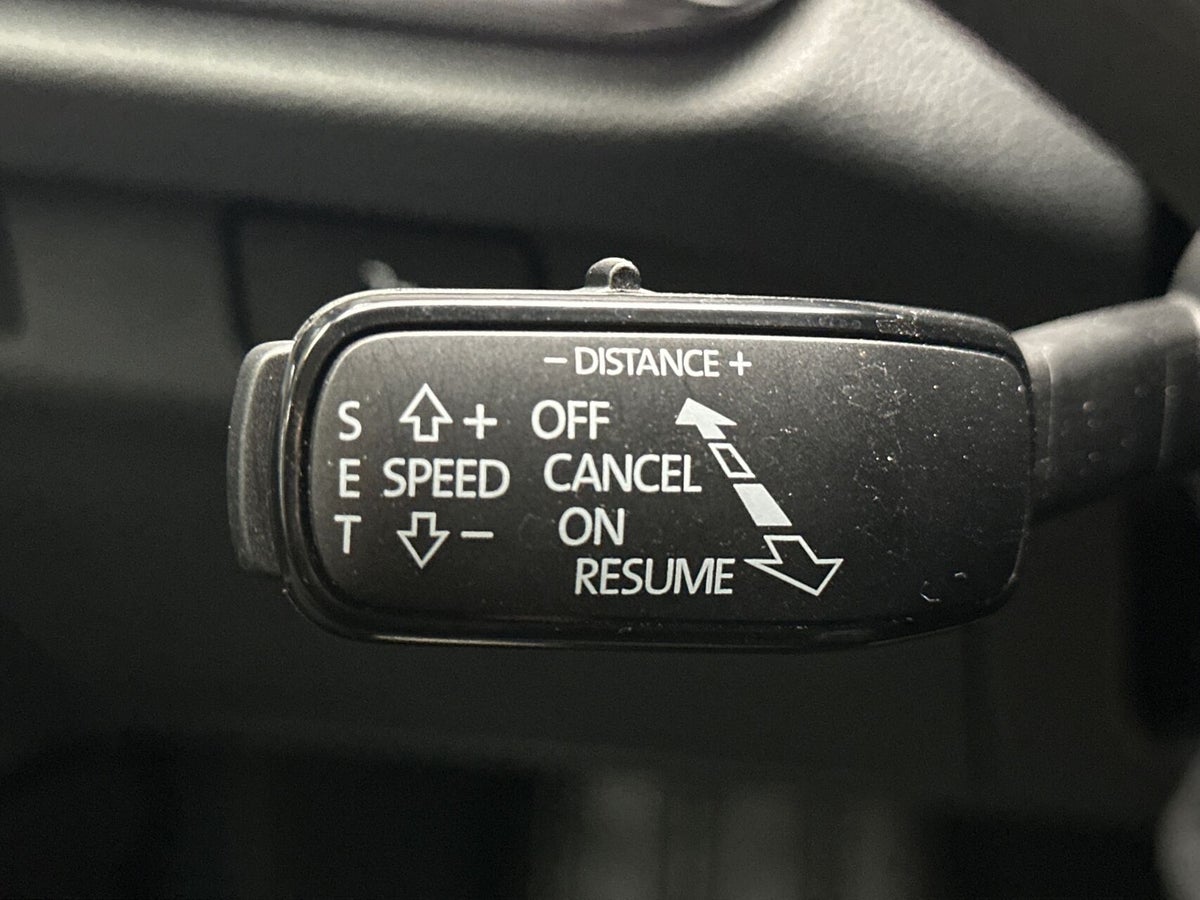 − DISTANCE +
S + OFF
E SPEED CANCEL
T − ON
RESUME